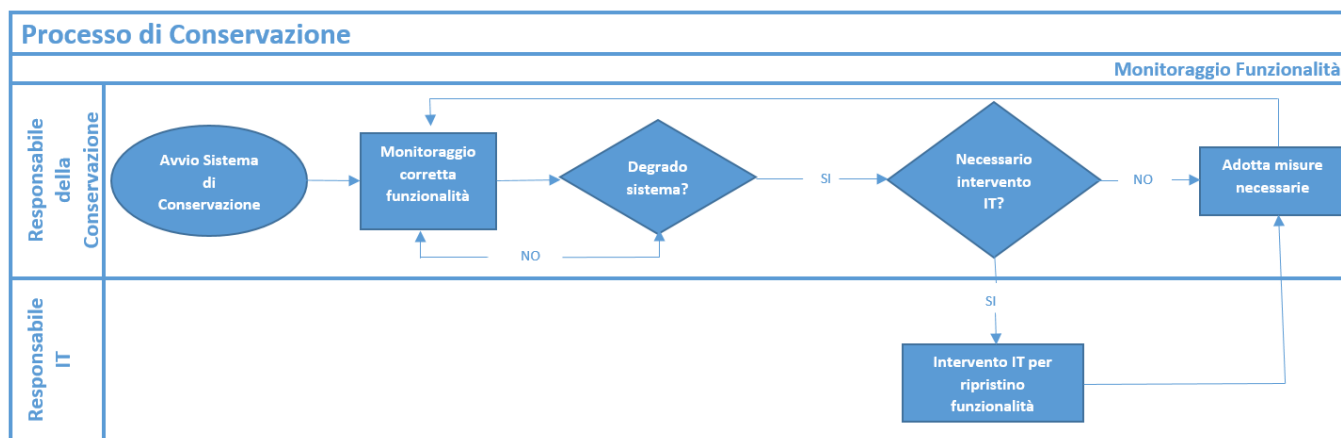 Processo di Conservazione
Monitoraggio Funzionalità
Responsabile
della
Conservazione
Avvio Sistema
di
Conservazione
Monitoraggio
corretta
funzionalità
Degrado
sistema?
SI
Necessario
intervento
IT?
NO
Adotta misure
necessarie
NO
SI
Responsabile
IT
Intervento IT per
ripristino
funzionalità